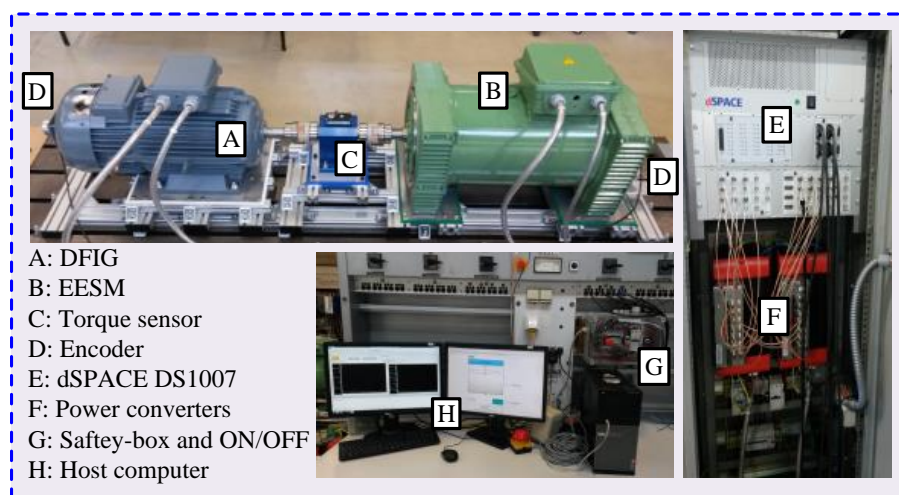 D
A
C
B
D
dSPACE
E
F
G
H
A: DFIG
B: EESM
C: Torque sensor
D: Encoder
E: dSPACE DS1007
F: Power converters
G: Saftey-box and ON/OFF
H: Host computer